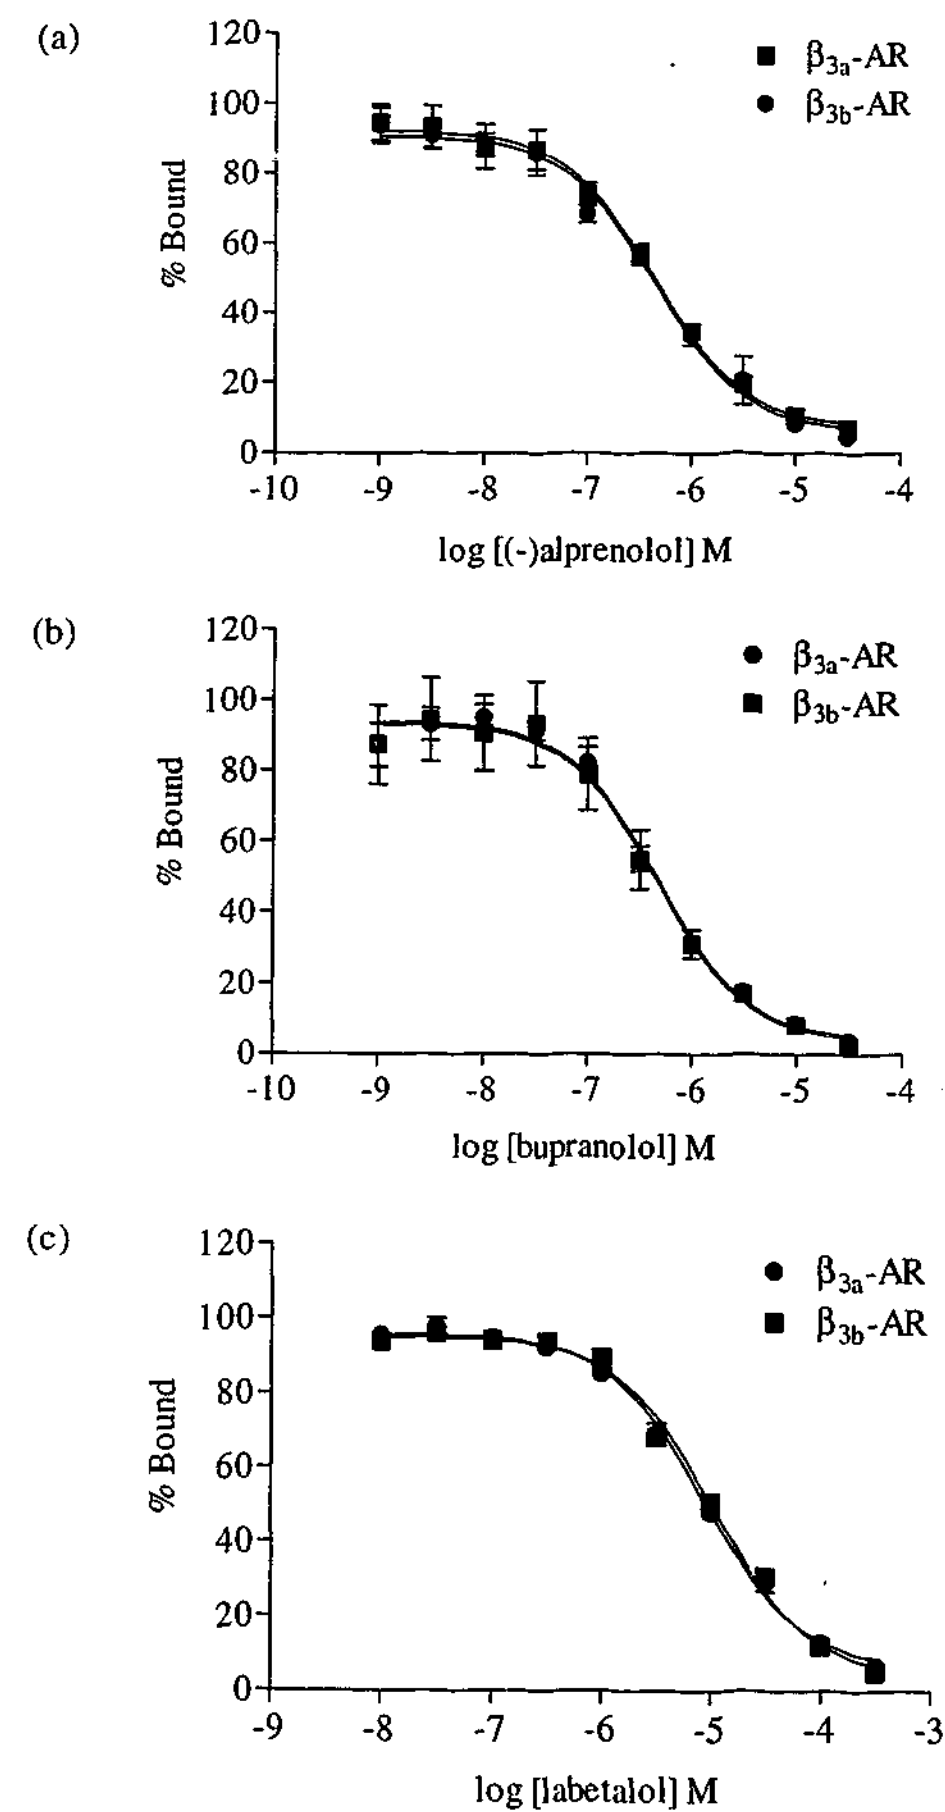 (a)
120
100
80
60
40
20
0
% Bound
β3a-AR
β3b-AR
-10 -9 -8 -7 -6 -5 -4
log [(-)alprenolol] M
(b)
120
100
80
60
40
20
0
% Bound
β3a-AR
β3b-AR
-10 -9 -8 -7 -6 -5 -4
log [bupranolol] M
(c)
120
100
80
60
40
20
0
% Bound
β3a-AR
β3b-AR
-9 -8 -7 -6 -5 -4 -3
log [labetalol] M